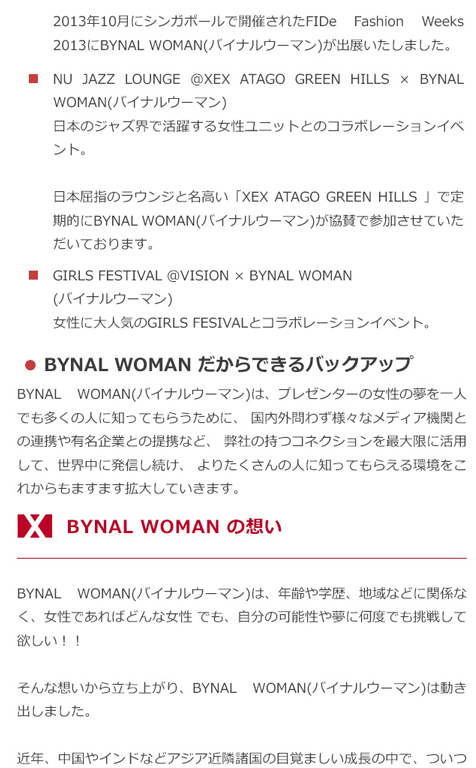 2013年10月にシンガポールで開催されたFIDe Fashion Weeks
2013にBYNAL WOMAN(バイナルウーマン)が出展いたしました。
NU JAZZ LOUNGE @XEX ATAGO GREEN HILLS × BYNAL
WOMAN(バイナルウーマン)
日本のジャズ界で活躍する女性ユニットとのコラボレーションイベ
ント。
日本屈指のラウンジと名高い「XEX ATAGO GREEN HILLS 」で定
期的にBYNAL WOMAN(バイナルウーマン)が協賛で参加させていた
だいております。
GIRLS FESTIVAL @VISION × BYNAL WOMAN
(バイナルウーマン)
女性に大人気のGIRLS FESIVALとコラボレーションイベント。
BYNAL WOMAN だからできるバックアップ
BYNAL WOMAN(バイナルウーマン)は、プレゼンターの女性の夢を一人
でも多くの人に知ってもらうために、 国内外問わず様々なメディア機関と
の連携や有名企業との提携など、 弊社の持つコネクションを最大限に活用
して、世界中に発信し続け、 よりたくさんの人に知ってもらえる環境をこ
れからもますます拡大していきます。
BYNAL WOMAN の想い
BYNAL WOMAN(バイナルウーマン)は、年齢や学歴、地域などに関係な
く、女性であればどんな女性 でも、自分の可能性や夢に何度でも挑戦して
欲しい！！
そんな想いから立ち上がり、BYNAL WOMAN(バイナルウーマン)は動き
出しました。
近年、中国やインドなどアジア近隣諸国の目覚ましい成長の中で、ついつ